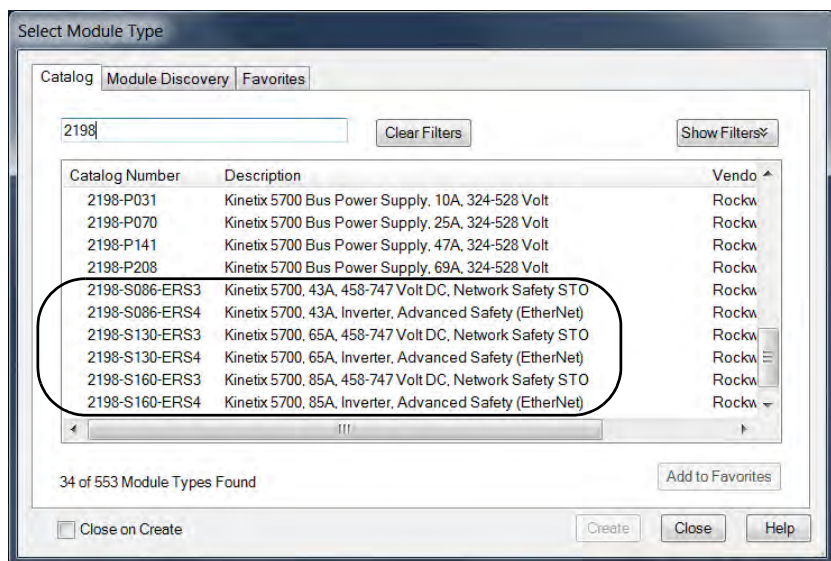 Select Module Type
Catalog Module Discovery Favorites
2198 Clear Filters Show Filters
Catalog Number Description Vendo
2198-P031 Kinetix 5700 Bus Power Supply, 10A, 324-528 Volt Rockw
2198-P070 Kinetix 5700 Bus Power Supply, 25A, 324-528 Volt Rockw
2198-P141 Kinetix 5700 Bus Power Supply, 47A, 324-528 Volt Rockw
2198-P208 Kinetix 5700 Bus Power Supply, 69A, 324-528 Volt Rockw
2198-S086-ERS3 Kinetix 5700, 43A, 458-747 Volt DC, Network Safety STO Rockw
2198-S086-ERS4 Kinetix 5700, 43A, Inverter, Advanced Safety (EtherNet) Rockw
2198-S130-ERS3 Kinetix 5700, 65A, 458-747 Volt DC, Network Safety STO Rockw
2198-S130-ERS4 Kinetix 5700, 65A, Inverter, Advanced Safety (EtherNet) Rockw
2198-S160-ERS3 Kinetix 5700, 85A, 458-747 Volt DC, Network Safety STO Rockw
2198-S160-ERS4 Kinetix 5700, 85A, Inverter, Advanced Safety (EtherNet) Rockw
34 of 553 Module Types Found Add to Favorites
Close on Create Create Close Help